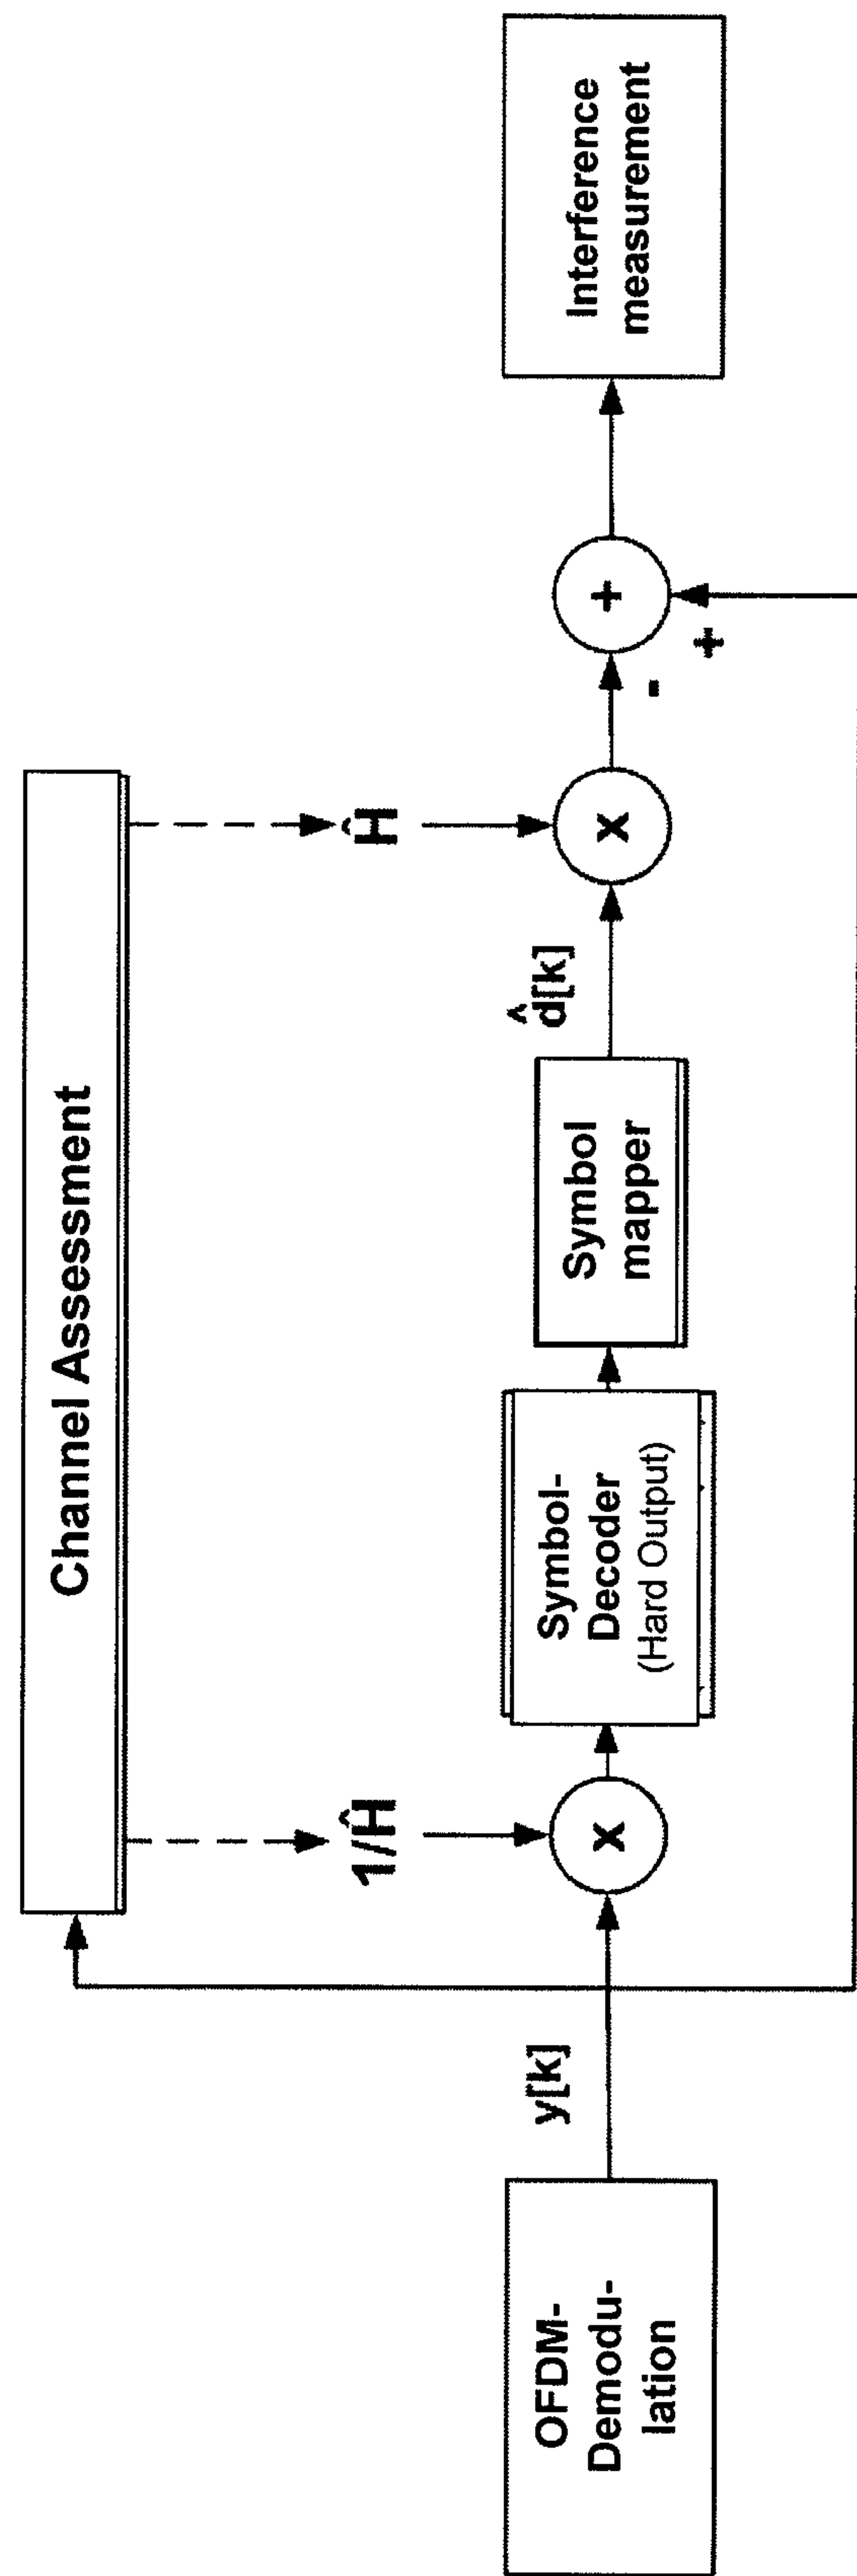 Channel Assessment
1/Ĥ
Ĥ
OFDM-
Demodu-
lation
y[k]
x
Symbol-
Decoder
(Hard Output)
Symbol
mapper
d̂[k]
x
-
+
+
Interference
measurement